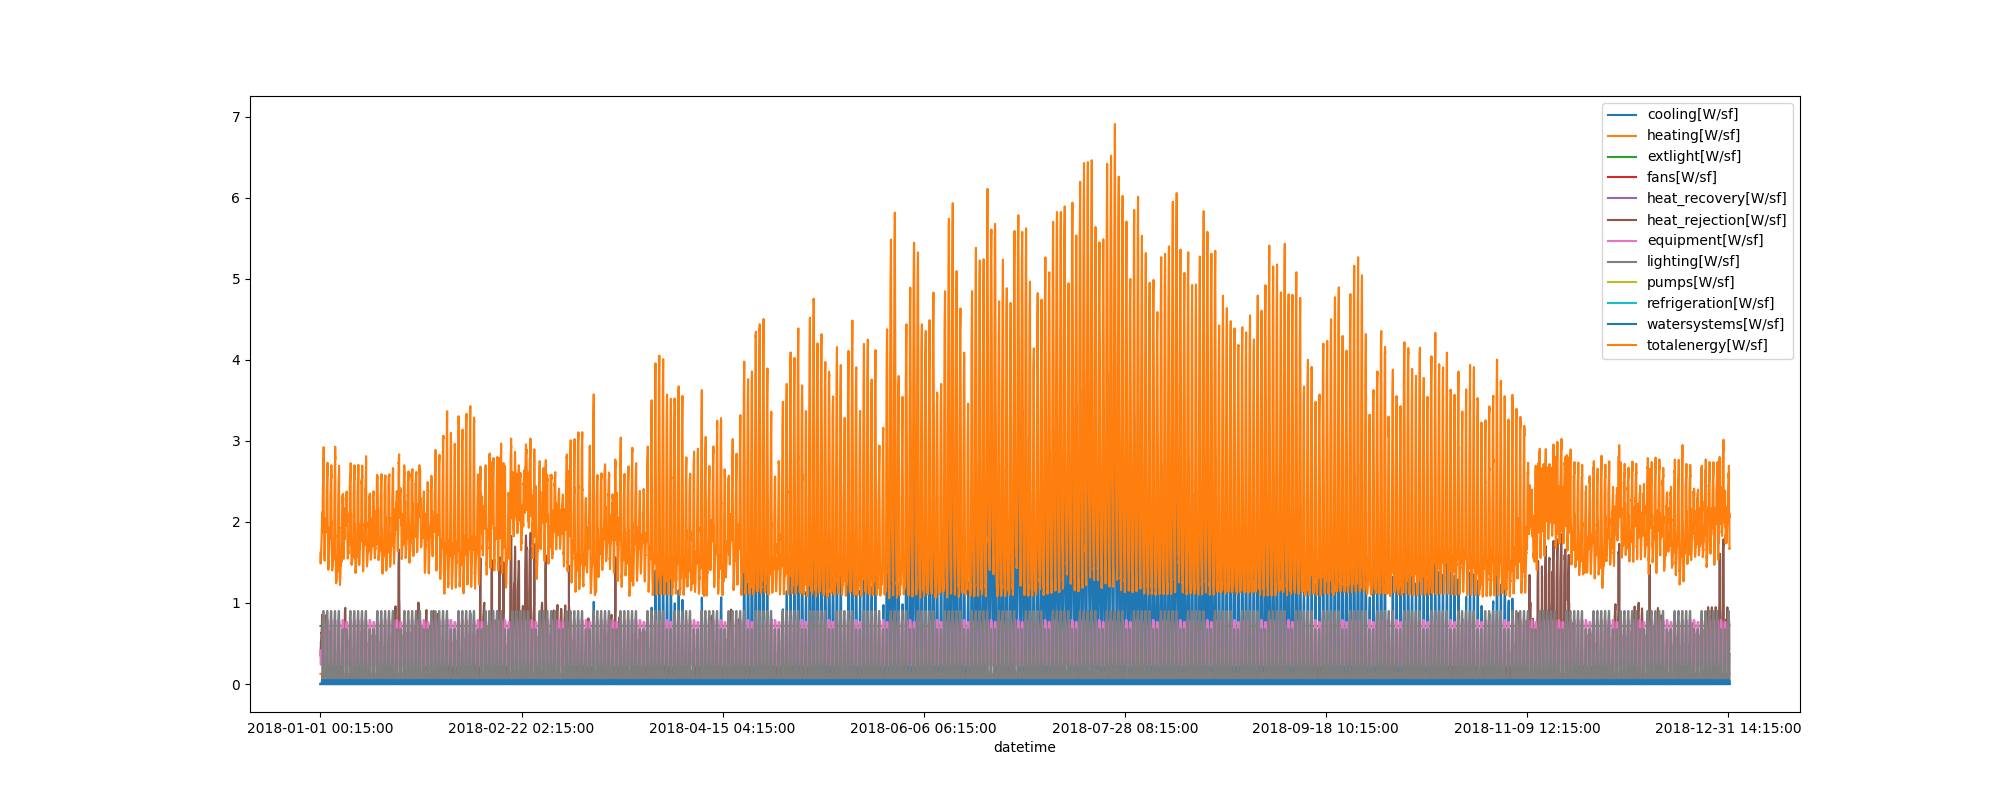 7
6
5
4
3
2
1
0
cooling[W/sf]
heating[W/sf]
extlight[W/sf]
fans[W/sf]
heat_recovery[W/sf]
heat_rejection[W/sf]
equipment[W/sf]
lighting[W/sf]
pumps[W/sf]
refrigeration[W/sf]
watersystems[W/sf]
totalenergy[W/sf]
2018-01-01 00:15:00 2018-02-22 02:15:00 2018-04-15 04:15:00 2018-06-06 06:15:00 2018-07-28 08:15:00 2018-09-18 10:15:00 2018-11-09 12:15:00 2018-12-31 14:15:00
datetime